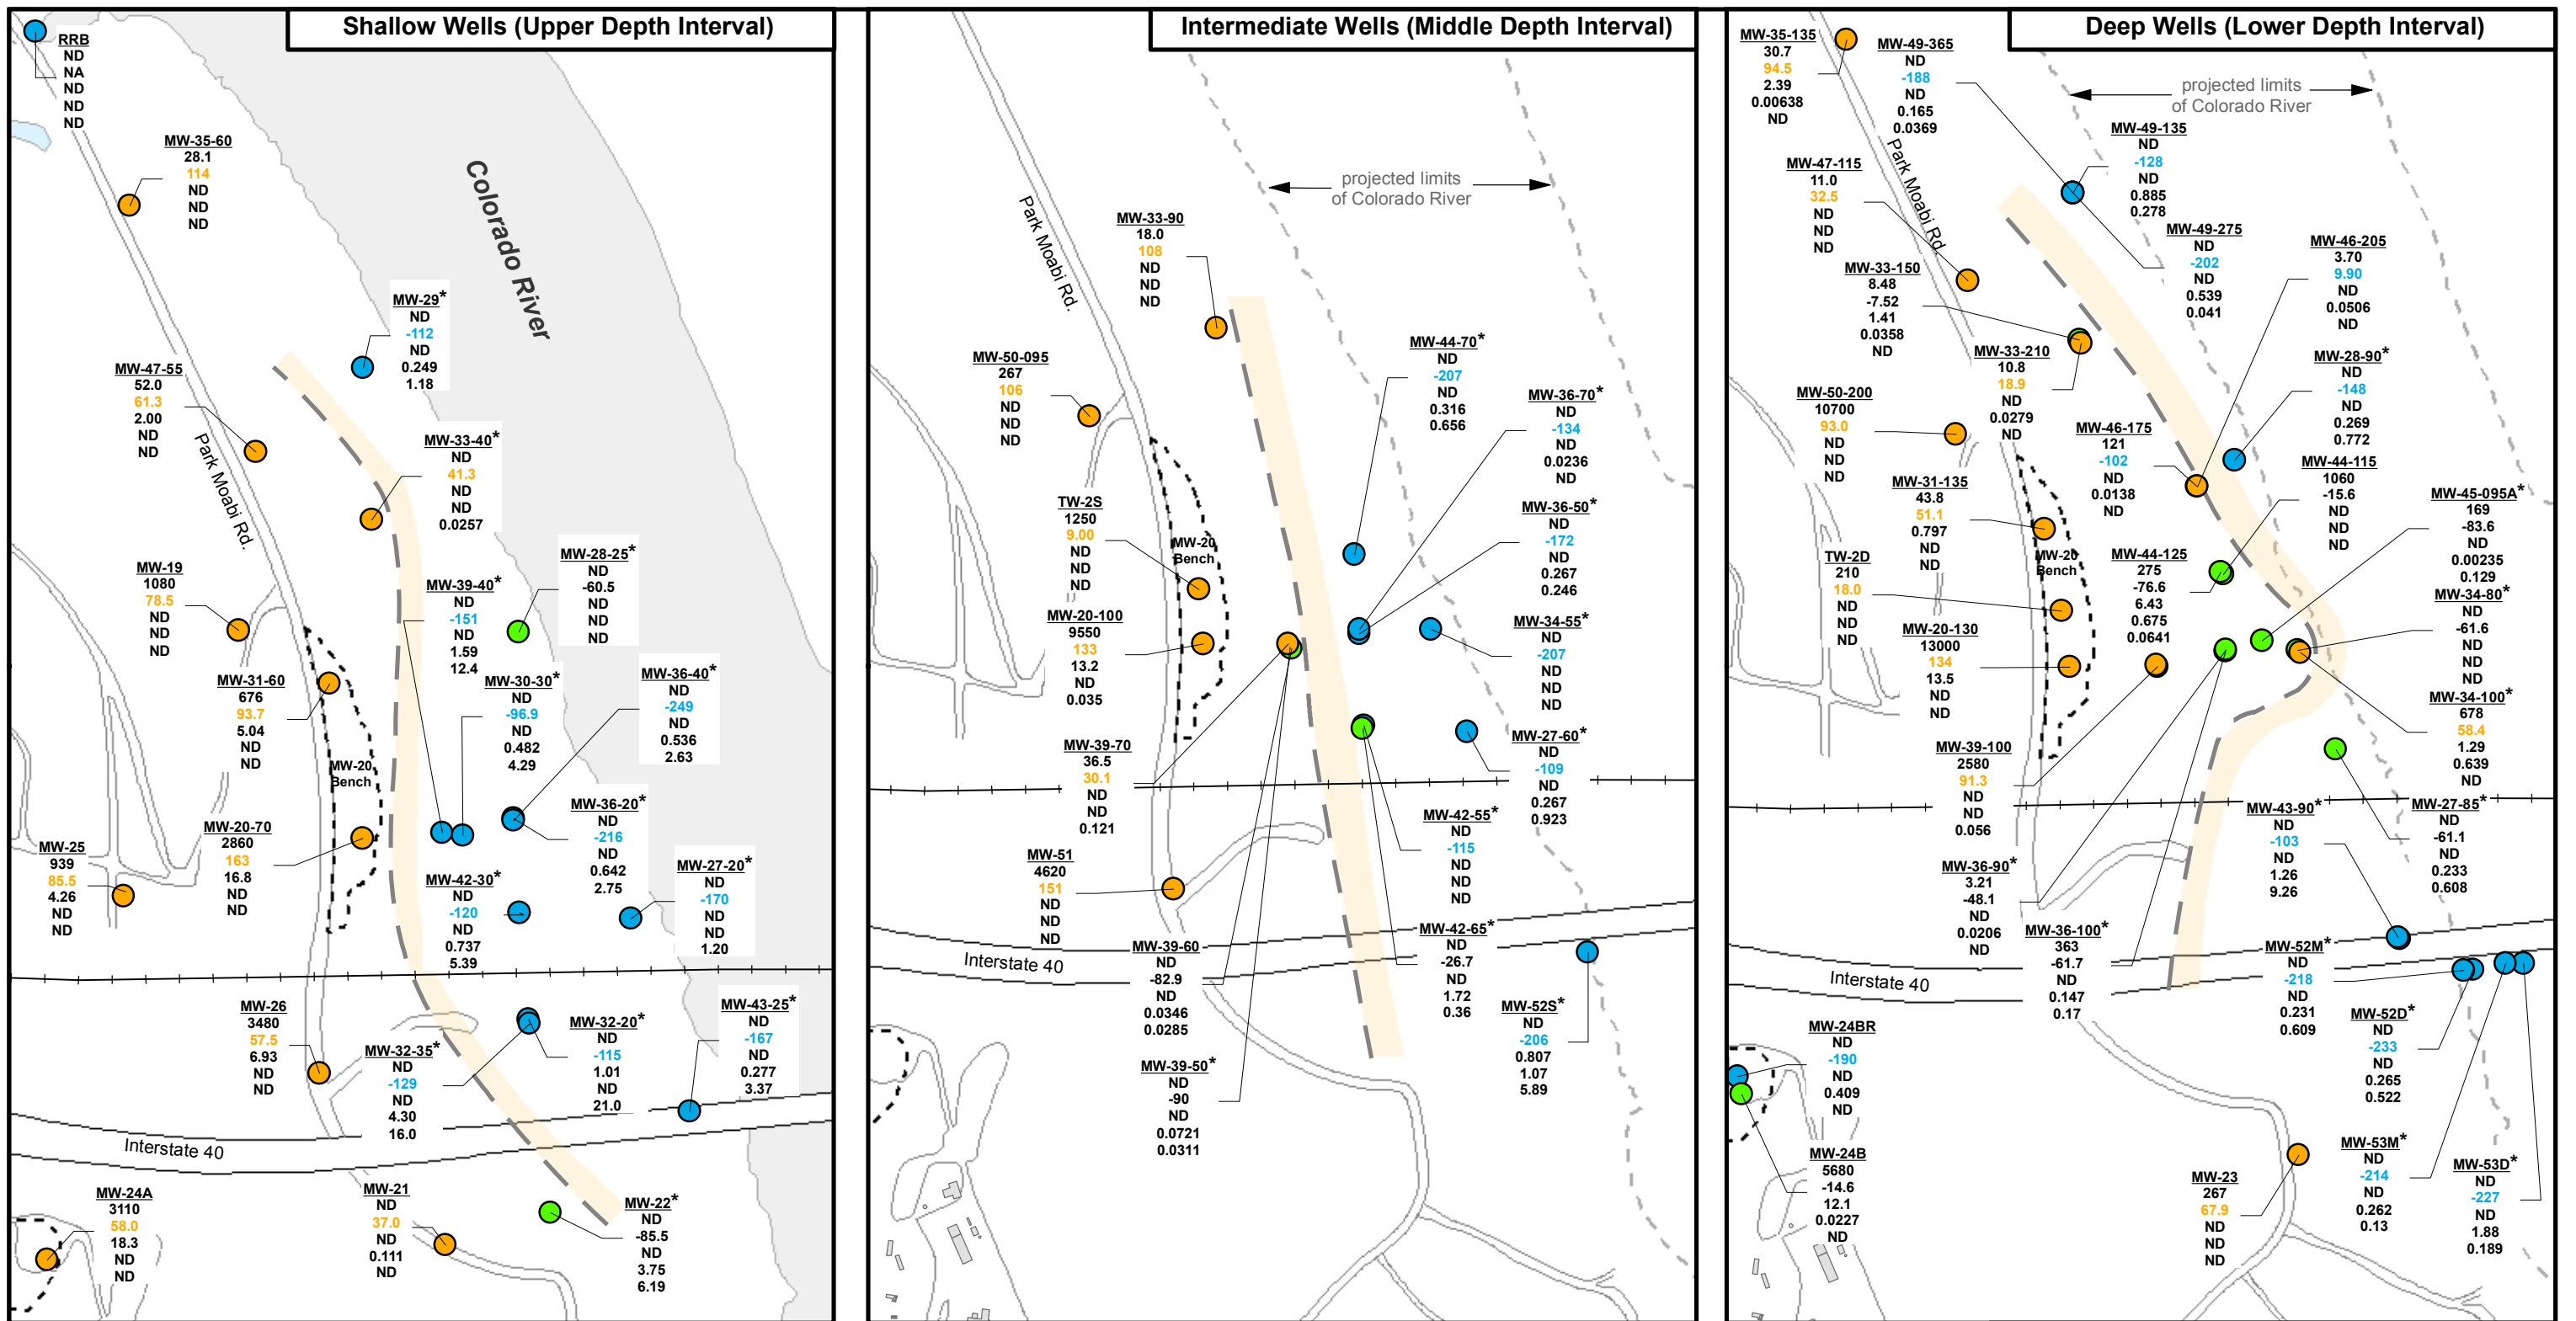 Shallow Wells (Upper Depth Interval)
RRB
ND
NA
ND
ND
ND
MW-35-60
28.1
114
ND
ND
ND
Colorado River
MW-29*
ND
-112
ND
0.249
1.18
MW-47-55
52.0
61.3
2.00
ND
ND
Park Moabi Rd.
MW-33-40*
ND
41.3
ND
ND
0.0257
MW-28-25*
ND
-60.5
ND
ND
ND
MW-19
1080
78.5
ND
ND
ND
MW-39-40*
ND
-151
ND
1.59
12.4
MW-31-60
676
93.7
5.04
ND
ND
MW-30-30*
ND
-96.9
ND
0.482
4.29
MW-36-40*
ND
-249
ND
0.536
2.63
MW-20
Bench
MW-36-20*
ND
-216
ND
0.642
2.75
MW-20-70
2860
163
16.8
ND
ND
MW-25
939
85.5
4.26
ND
ND
MW-42-30*
ND
-120
ND
0.737
5.39
MW-27-20*
ND
-170
ND
ND
1.20
MW-26
3480
57.5
6.93
ND
ND
MW-32-35*
ND
-129
ND
4.30
16.0
MW-32-20*
ND
-115
1.01
ND
21.0
MW-43-25*
ND
-167
ND
0.277
3.37
Interstate 40
MW-24A
3110
58.0
18.3
ND
ND
MW-21
ND
37.0
ND
0.111
ND
MW-22*
ND
-85.5
ND
3.75
6.19
Intermediate Wells (Middle Depth Interval)
projected limits
of Colorado River
Park Moabi Rd.
MW-33-90
18.0
108
ND
ND
ND
MW-50-095
267
106
ND
ND
ND
MW-44-70*
ND
-207
ND
0.316
0.656
MW-36-70*
ND
-134
ND
0.0236
ND
TW-2S
1250
9.00
ND
ND
ND
MW-20
Bench
MW-36-50*
ND
-172
ND
0.267
0.246
MW-20-100
9550
133
13.2
ND
0.035
MW-34-55*
ND
-207
ND
ND
ND
MW-39-70
36.5
30.1
ND
ND
0.121
MW-27-60*
ND
-109
ND
0.267
0.923
MW-42-55*
ND
-115
ND
ND
ND
MW-51
4620
151
ND
ND
ND
MW-39-60
ND
-82.9
ND
0.0346
0.0285
MW-42-65*
ND
-26.7
ND
1.72
0.36
Interstate 40
MW-52S*
ND
-206
0.807
1.07
5.89
MW-39-50*
ND
-90
ND
0.0721
0.0311
Deep Wells (Lower Depth Interval)
MW-35-135
30.7
94.5
2.39
0.00638
ND
MW-49-365
ND
-188
ND
0.165
0.0369
projected limits
of Colorado River
Park Moabi Rd.
MW-49-135
ND
-128
ND
0.885
0.278
MW-47-115
11.0
32.5
ND
ND
ND
MW-49-275
ND
-202
ND
0.539
0.041
MW-46-205
3.70
9.90
ND
0.0506
ND
MW-33-150
8.48
-7.52
1.41
0.0358
ND
MW-33-210
10.8
18.9
ND
0.0279
ND
MW-28-90*
ND
-148
ND
0.269
0.772
MW-50-200
10700
93.0
ND
ND
ND
MW-46-175
121
-102
ND
0.0138
ND
MW-44-115
1060
-15.6
ND
ND
ND
MW-31-135
43.8
51.1
0.797
ND
ND
MW-45-095A*
169
-83.6
ND
0.00235
0.129
TW-2D
210
18.0
ND
ND
ND
MW-20
Bench
MW-44-125
275
-76.6
6.43
0.675
0.0641
MW-34-80*
ND
-61.6
ND
ND
ND
MW-20-130
13000
134
13.5
ND
ND
MW-34-100*
678
58.4
1.29
0.639
ND
MW-39-100
2580
91.3
ND
ND
0.056
MW-43-90*
ND
-103
ND
1.26
9.26
MW-27-85*
ND
-61.1
ND
0.233
0.608
MW-36-90*
3.21
-48.1
ND
0.0206
ND
MW-36-100*
363
-61.7
ND
0.147
0.17
MW-52M*
ND
-218
ND
0.231
0.609
Interstate 40
MW-52D*
ND
-233
ND
0.265
0.522
MW-24BR
ND
-190
ND
0.409
ND
MW-24B
5680
-14.6
12.1
0.0227
ND
MW-23
267
67.9
ND
ND
ND
MW-53M*
ND
-214
ND
0.262
0.13
MW-53D*
ND
-227
ND
1.88
0.189